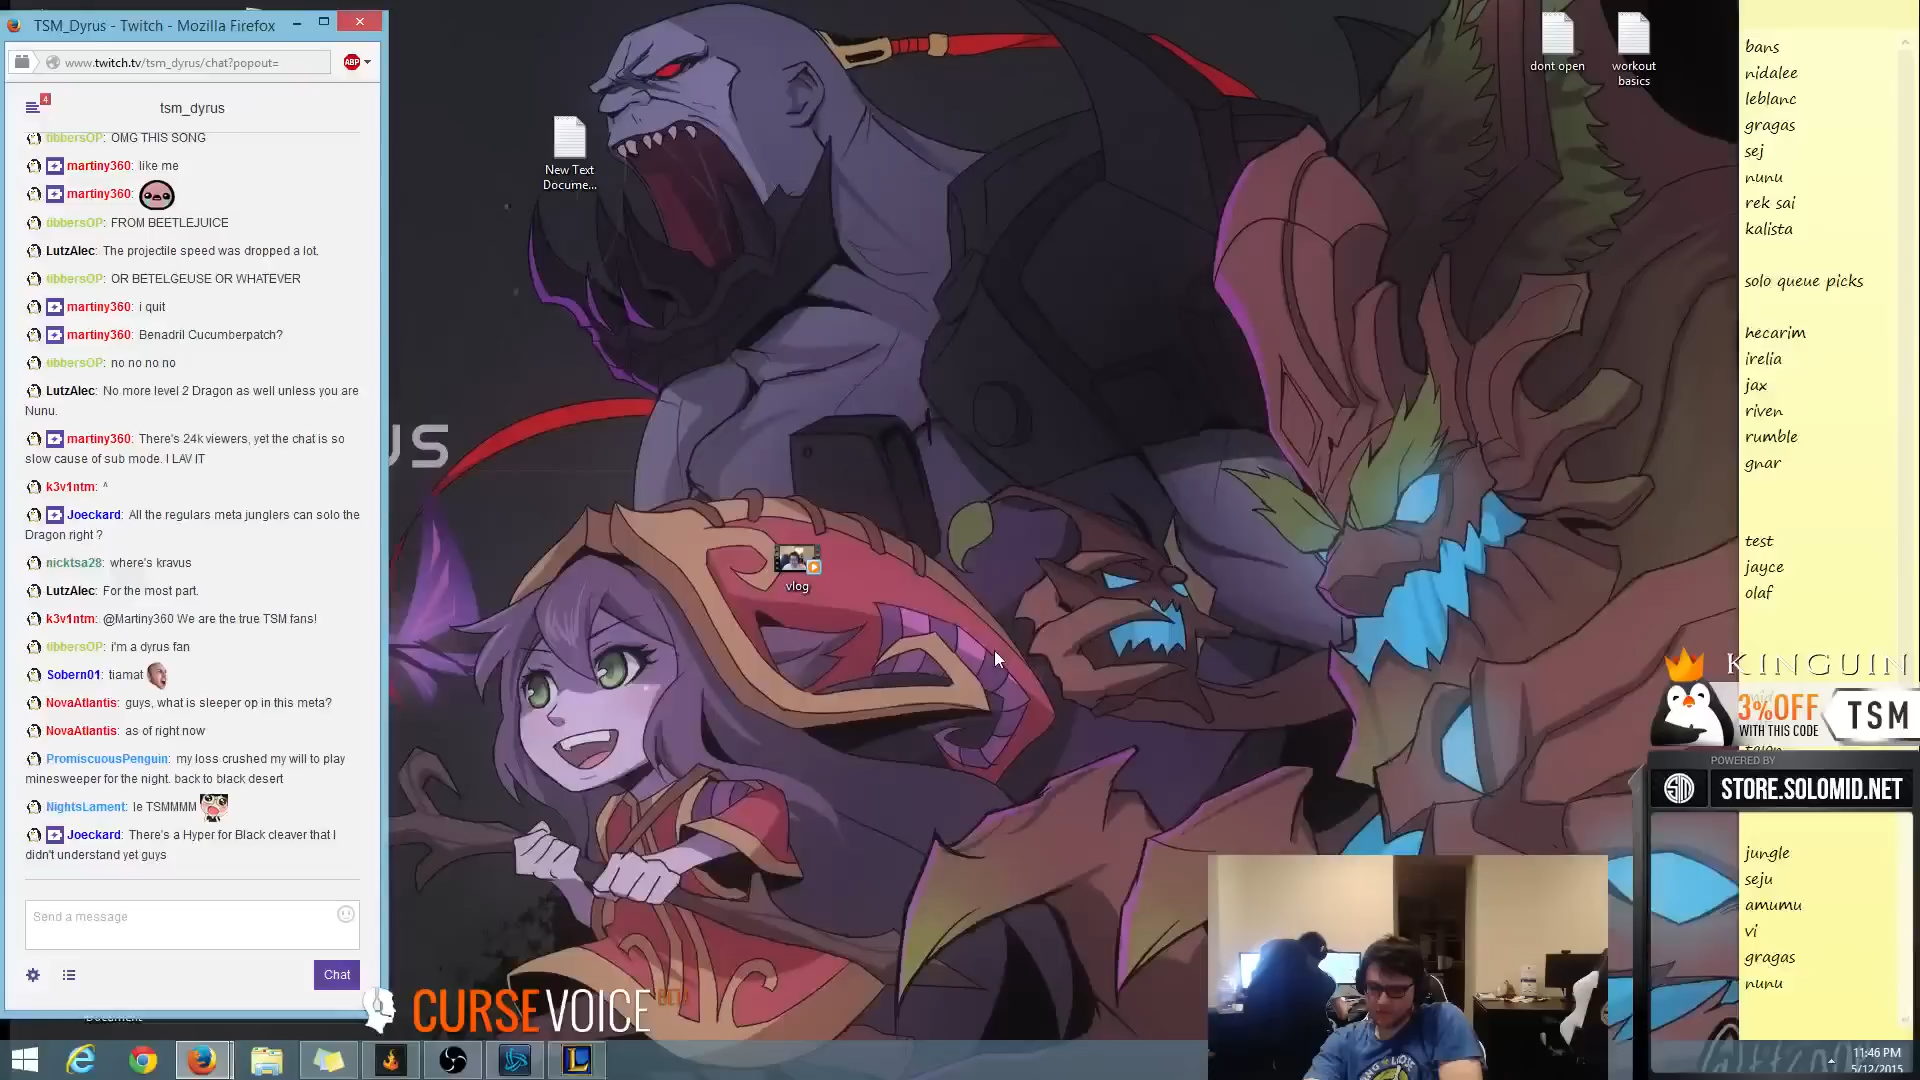 TSM_Dyrus - Twitch - Mozilla Firefox
www.twitch.tv/tsm_dyrus/chat?popout=
ABP
4
tsm_dyrus
OMG THIS SONG
martiny360: like me
martiny360:
FROM BEETLEJUICE
LutzAlec: The projectile speed was dropped a lot.
OR BETELGEUSE OR WHATEVER
martiny360: i quit
martiny360: Benadril Cucumberpatch?
no no no no
LutzAlec: No more level 2 Dragon as well unless you are
Nunu.
martiny360: There's 24k viewers, yet the chat is so
slow cause of sub mode. I LAV IT
k3v1ntm: ^
Joeckard: All the regulars meta junglers can solo the
Dragon right ?
nicktsa28: where's kravus
LutzAlec: For the most part.
k3v1ntm: @Martiny360 We are the true TSM fans!
i'm a dyrus fan
Sobern01: tiamat
NovaAtlantis: guys, what is sleeper op in this meta?
NovaAtlantis: as of right now
PromiscuousPenguin: my loss crushed my will to play
minesweeper for the night. back to black desert
NightsLament: le TSMMMM
Joeckard: There's a Hyper for Black cleaver that I
didn't understand yet guys
Send a message
Chat
Document
New Text
Docume...
US
vlog
CURSE VOICE
BETA
dont open
workout
basics
bans
nidalee
leblanc
gragas
sej
nunu
rek sai
kalista
solo queue picks
hecarim
irelia
jax
riven
rumble
gnar
test
jayce
olaf
KINGUIN
3% OFF
WITH THIS CODE
TSM
POWERED BY
STORE.SOLOMID.NET
jungle
seju
amumu
vi
gragas
nunu
11:46 PM
5/12/2015